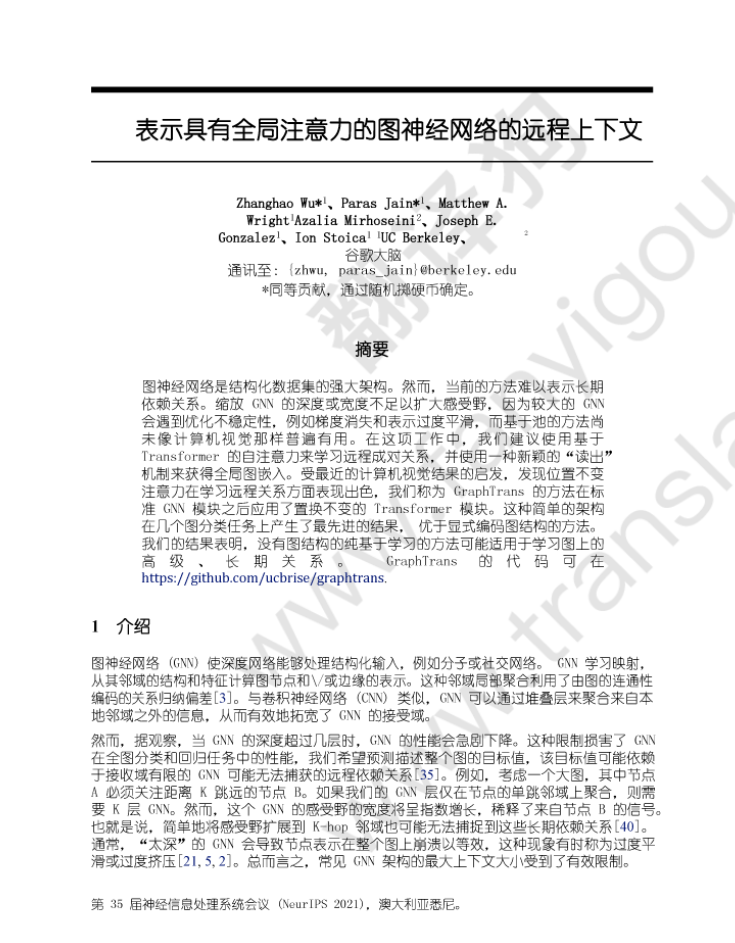 表示具有全局注意力的图神经网络的远程上下文
Zhanghao Wu*¹、Paras Jain*¹、Matthew A.
Wright¹Azalia Mirhoseini²、Joseph E.
Gonzalez¹、Ion Stoica¹ ¹UC Berkeley、 ²
谷歌大脑
通讯至：{zhwu, paras_jain}@berkeley.edu
*同等贡献，通过随机掷硬币确定。
摘要
图神经网络是结构化数据集的强大架构。然而，当前的方法难以表示长期
依赖关系。缩放 GNN 的深度或宽度不足以扩大感受野，因为较大的 GNN
会遇到优化不稳定性，例如梯度消失和表示过度平滑，而基于池的方法尚
未像计算机视觉那样普遍有用。在这项工作中，我们建议使用基于
Transformer 的自注意力来学习远程成对关系，并使用一种新颖的“读出”
机制来获得全局图嵌入。受最近的计算机视觉结果的启发，发现位置不变
注意力在学习远程关系方面表现出色，我们称为 GraphTrans 的方法在标
准 GNN 模块之后应用了置换不变的 Transformer 模块。这种简单的架构
在几个图分类任务上产生了最先进的结果， 优于显式编码图结构的方法。
我们的结果表明，没有图结构的纯基于学习的方法可能适用于学习图上的
高 级 、 长 期 关 系 。 GraphTrans 的 代 码 可 在
https://github.com/ucbrise/graphtrans.
1 介绍
图神经网络 (GNN) 使深度网络能够处理结构化输入，例如分子或社交网络。 GNN 学习映射，
从其邻域的结构和特征计算图节点和\/或边缘的表示。这种邻域局部聚合利用了由图的连通性
编码的关系归纳偏差[3]。与卷积神经网络 (CNN) 类似，GNN 可以通过堆叠层来聚合来自本
地邻域之外的信息，从而有效地拓宽了 GNN 的接受域。
然而，据观察，当 GNN 的深度超过几层时，GNN 的性能会急剧下降。这种限制损害了 GNN
在全图分类和回归任务中的性能，我们希望预测描述整个图的目标值，该目标值可能依赖
于接收域有限的 GNN 可能无法捕获的远程依赖关系[35]。例如，考虑一个大图，其中节点
A 必须关注距离 K 跳远的节点 B。如果我们的 GNN 层仅在节点的单跳邻域上聚合，则需
要 K 层 GNN。然而，这个 GNN 的感受野的宽度将呈指数增长，稀释了来自节点 B 的信号。
也就是说，简单地将感受野扩展到 K-hop 邻域也可能无法捕捉到这些长期依赖关系[40]。
通常，“太深”的 GNN 会导致节点表示在整个图上崩溃以等效，这种现象有时称为过度平
滑或过度挤压[21, 5, 2]。总而言之，常见 GNN 架构的最大上下文大小受到了有效限制。
第 35 届神经信息处理系统会议 (NeurIPS 2021)，澳大利亚悉尼。
翻译狗
www.fanyigou
www.transla